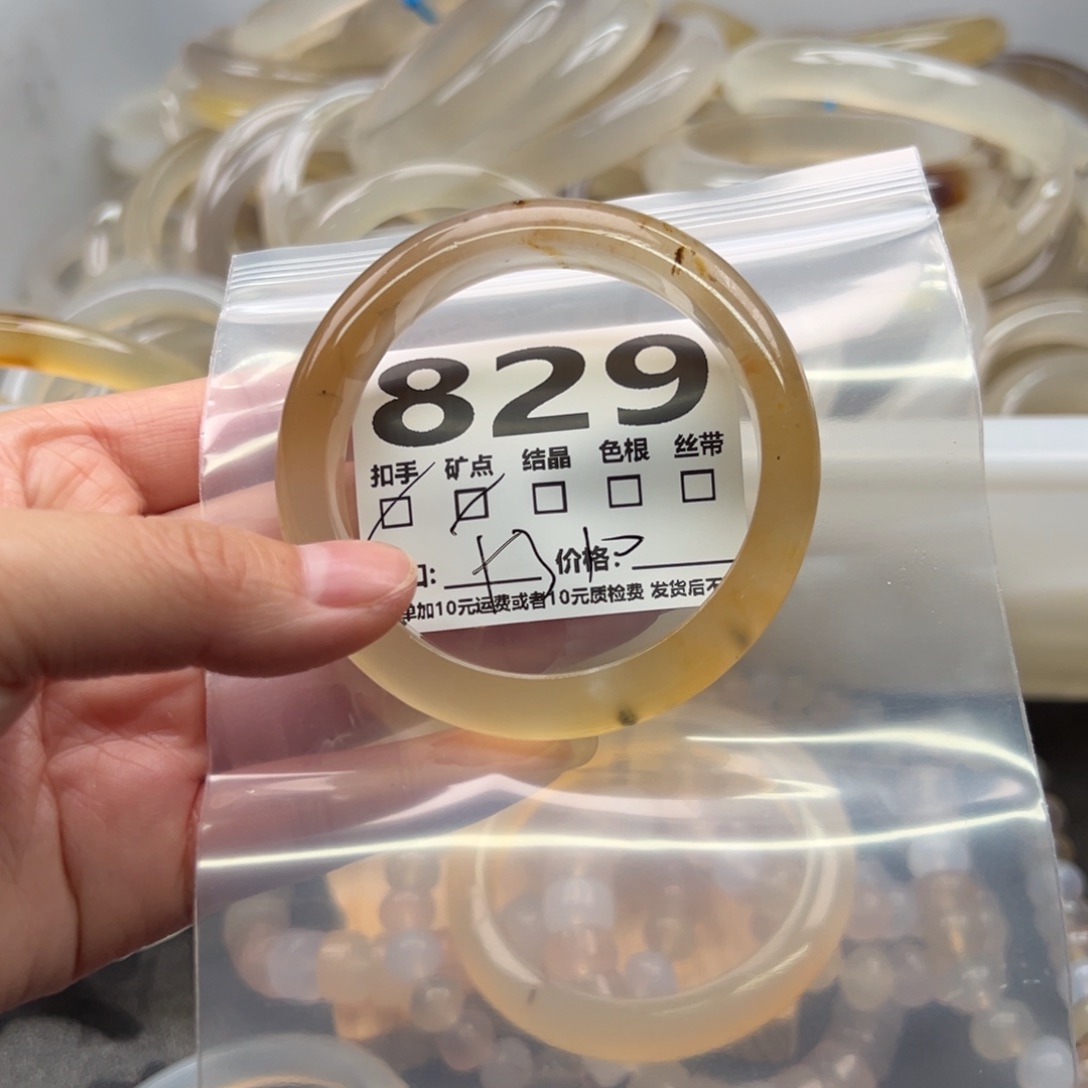 829
扣手 矿点 结晶 色根 丝带
口: 价格:
单加10元运费或者10元质检费 发货后不